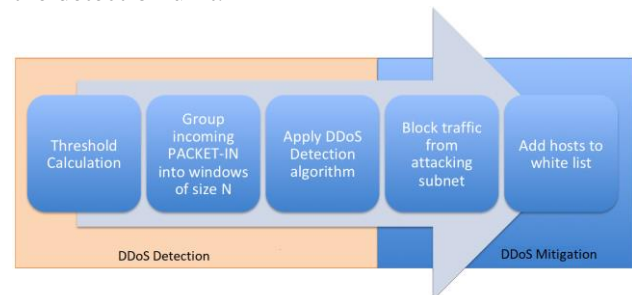 Threshold
Calculation
Group
incoming
PACKET-IN
into windows
of size N
Apply DDoS
Detection
algorithm
Block traffic
from
attacking
subnet
Add hosts to
white list
DDoS Detection
DDoS Mitigation